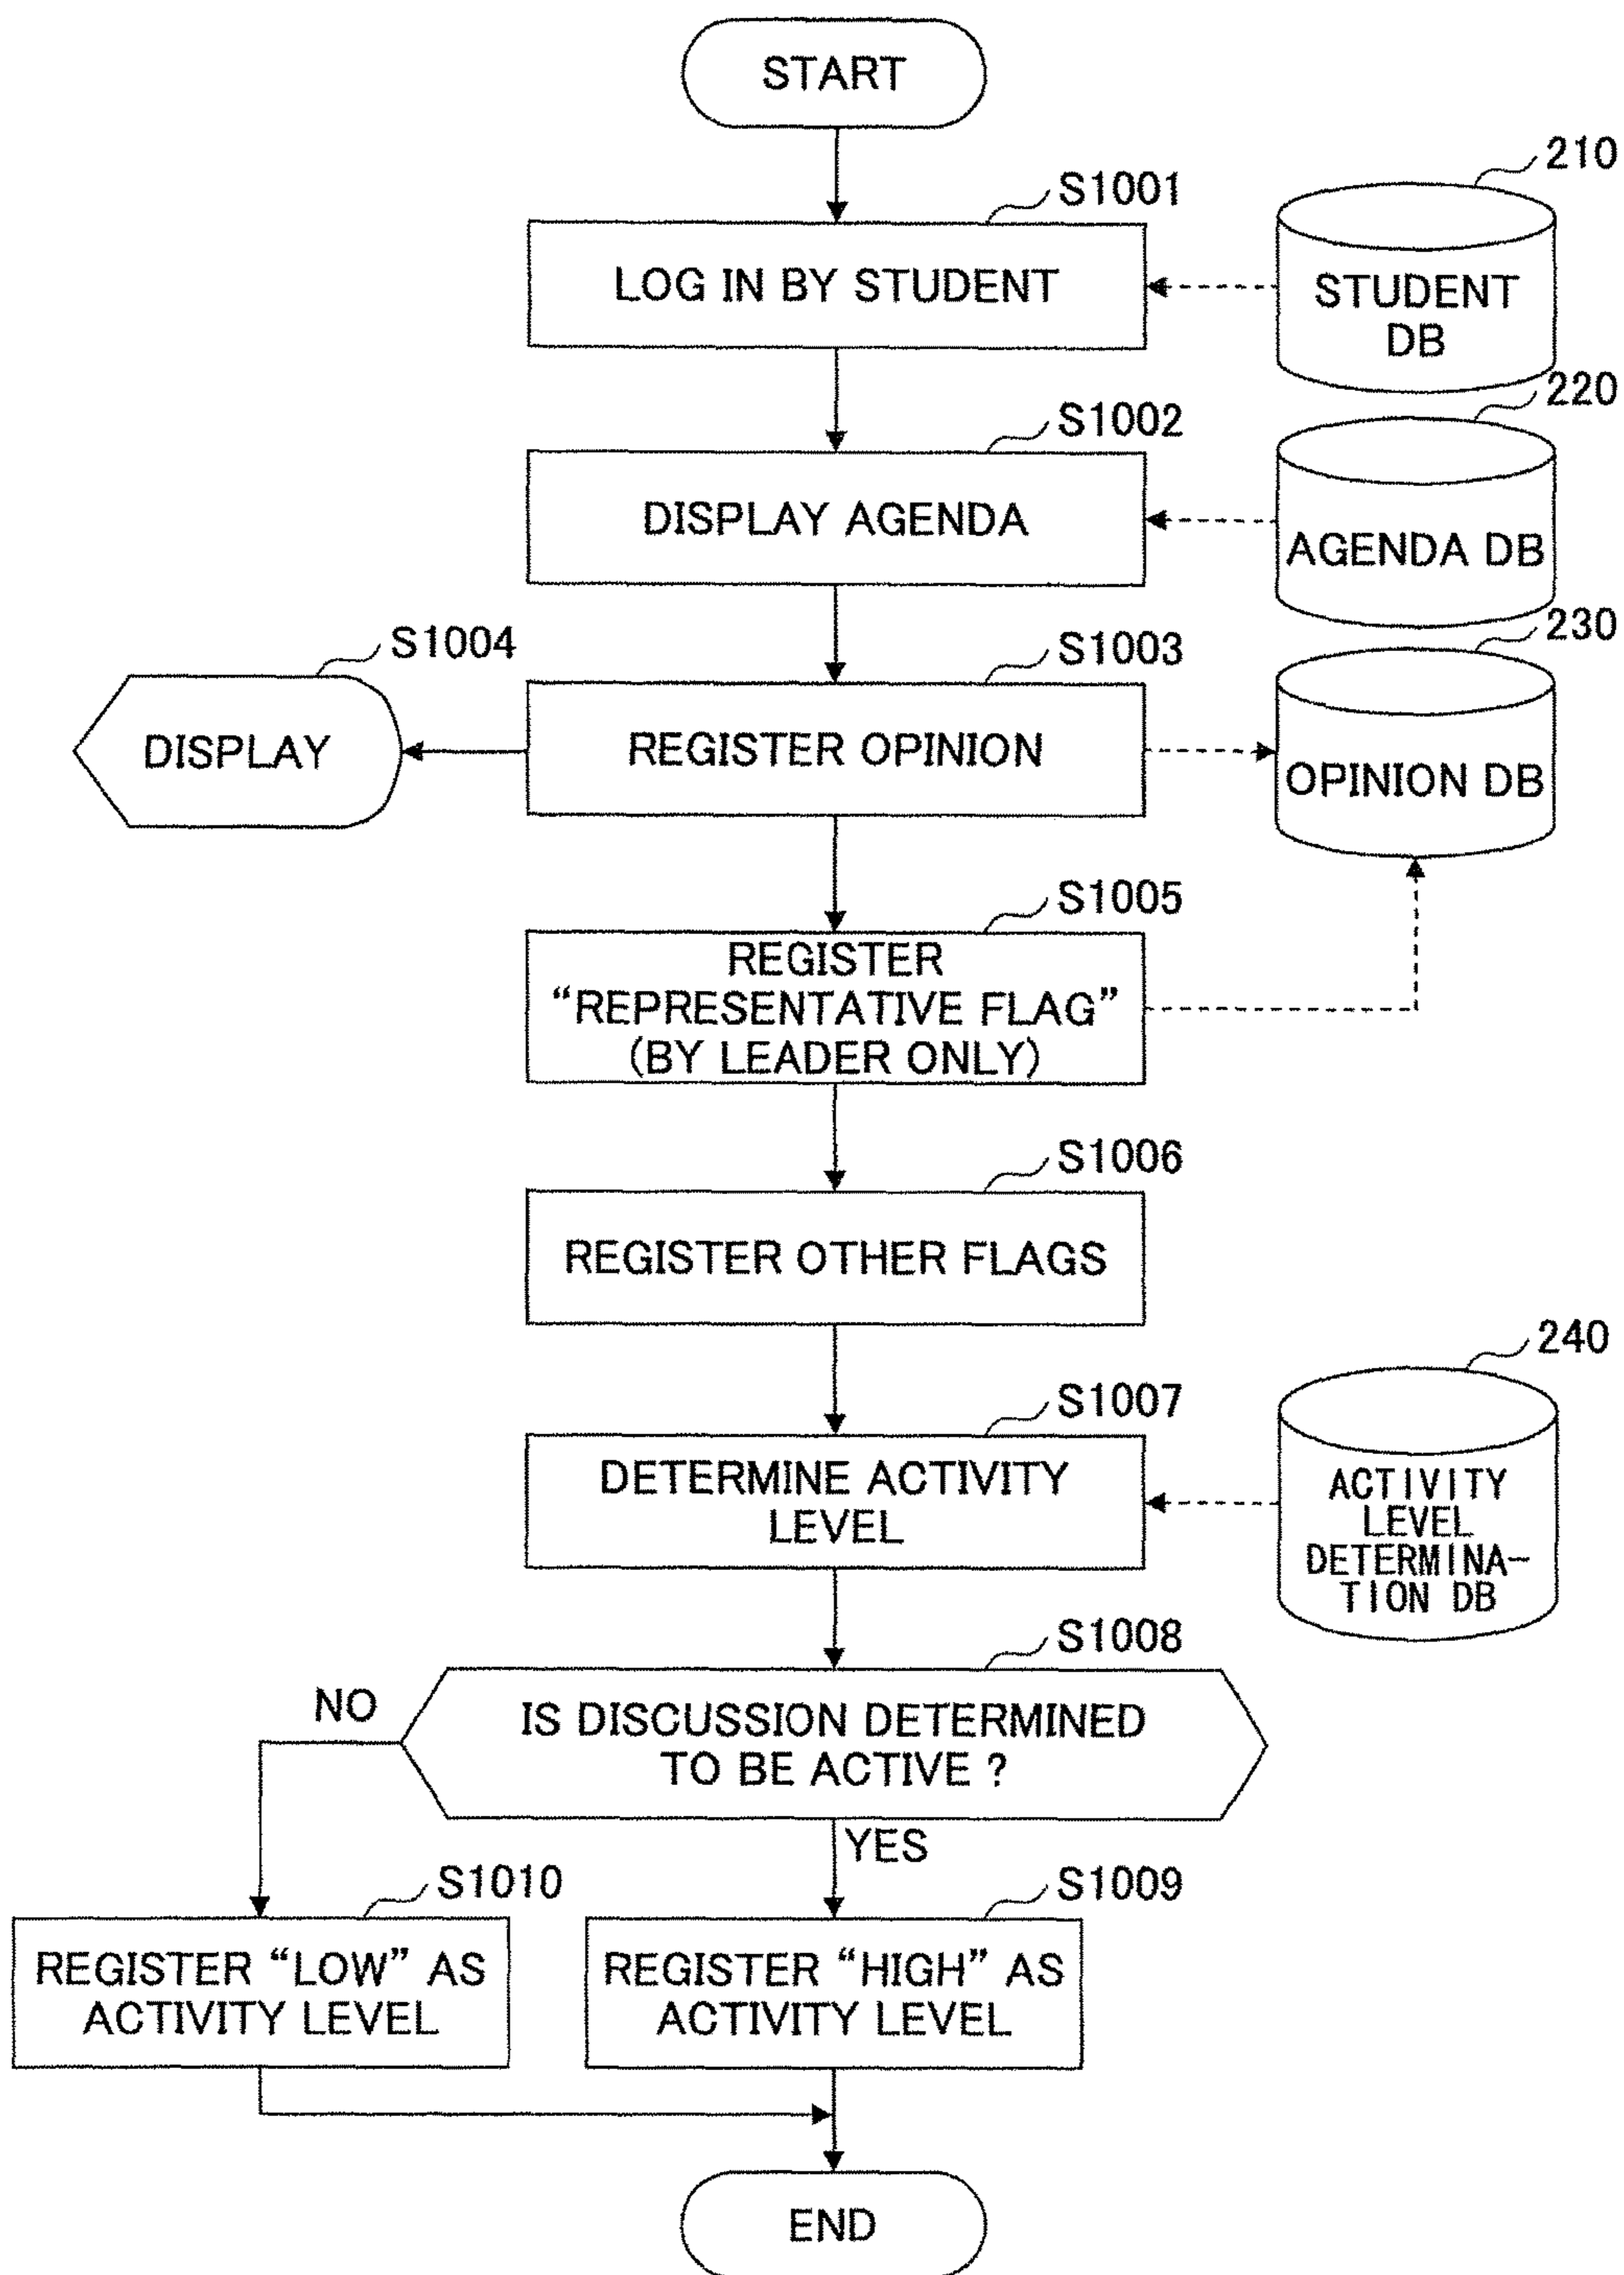 START
S1001
LOG IN BY STUDENT
210
STUDENT
DB
S1002
DISPLAY AGENDA
220
AGENDA DB
S1004
DISPLAY
S1003
REGISTER OPINION
230
OPINION DB
S1005
REGISTER
“REPRESENTATIVE FLAG”
(BY LEADER ONLY)
S1006
REGISTER OTHER FLAGS
S1007
DETERMINE ACTIVITY
LEVEL
240
ACTIVITY
LEVEL
DETERMINA-
TION DB
S1008
IS DISCUSSION DETERMINED
TO BE ACTIVE ?
NO
YES
S1010
REGISTER “LOW” AS
ACTIVITY LEVEL
S1009
REGISTER “HIGH” AS
ACTIVITY LEVEL
END